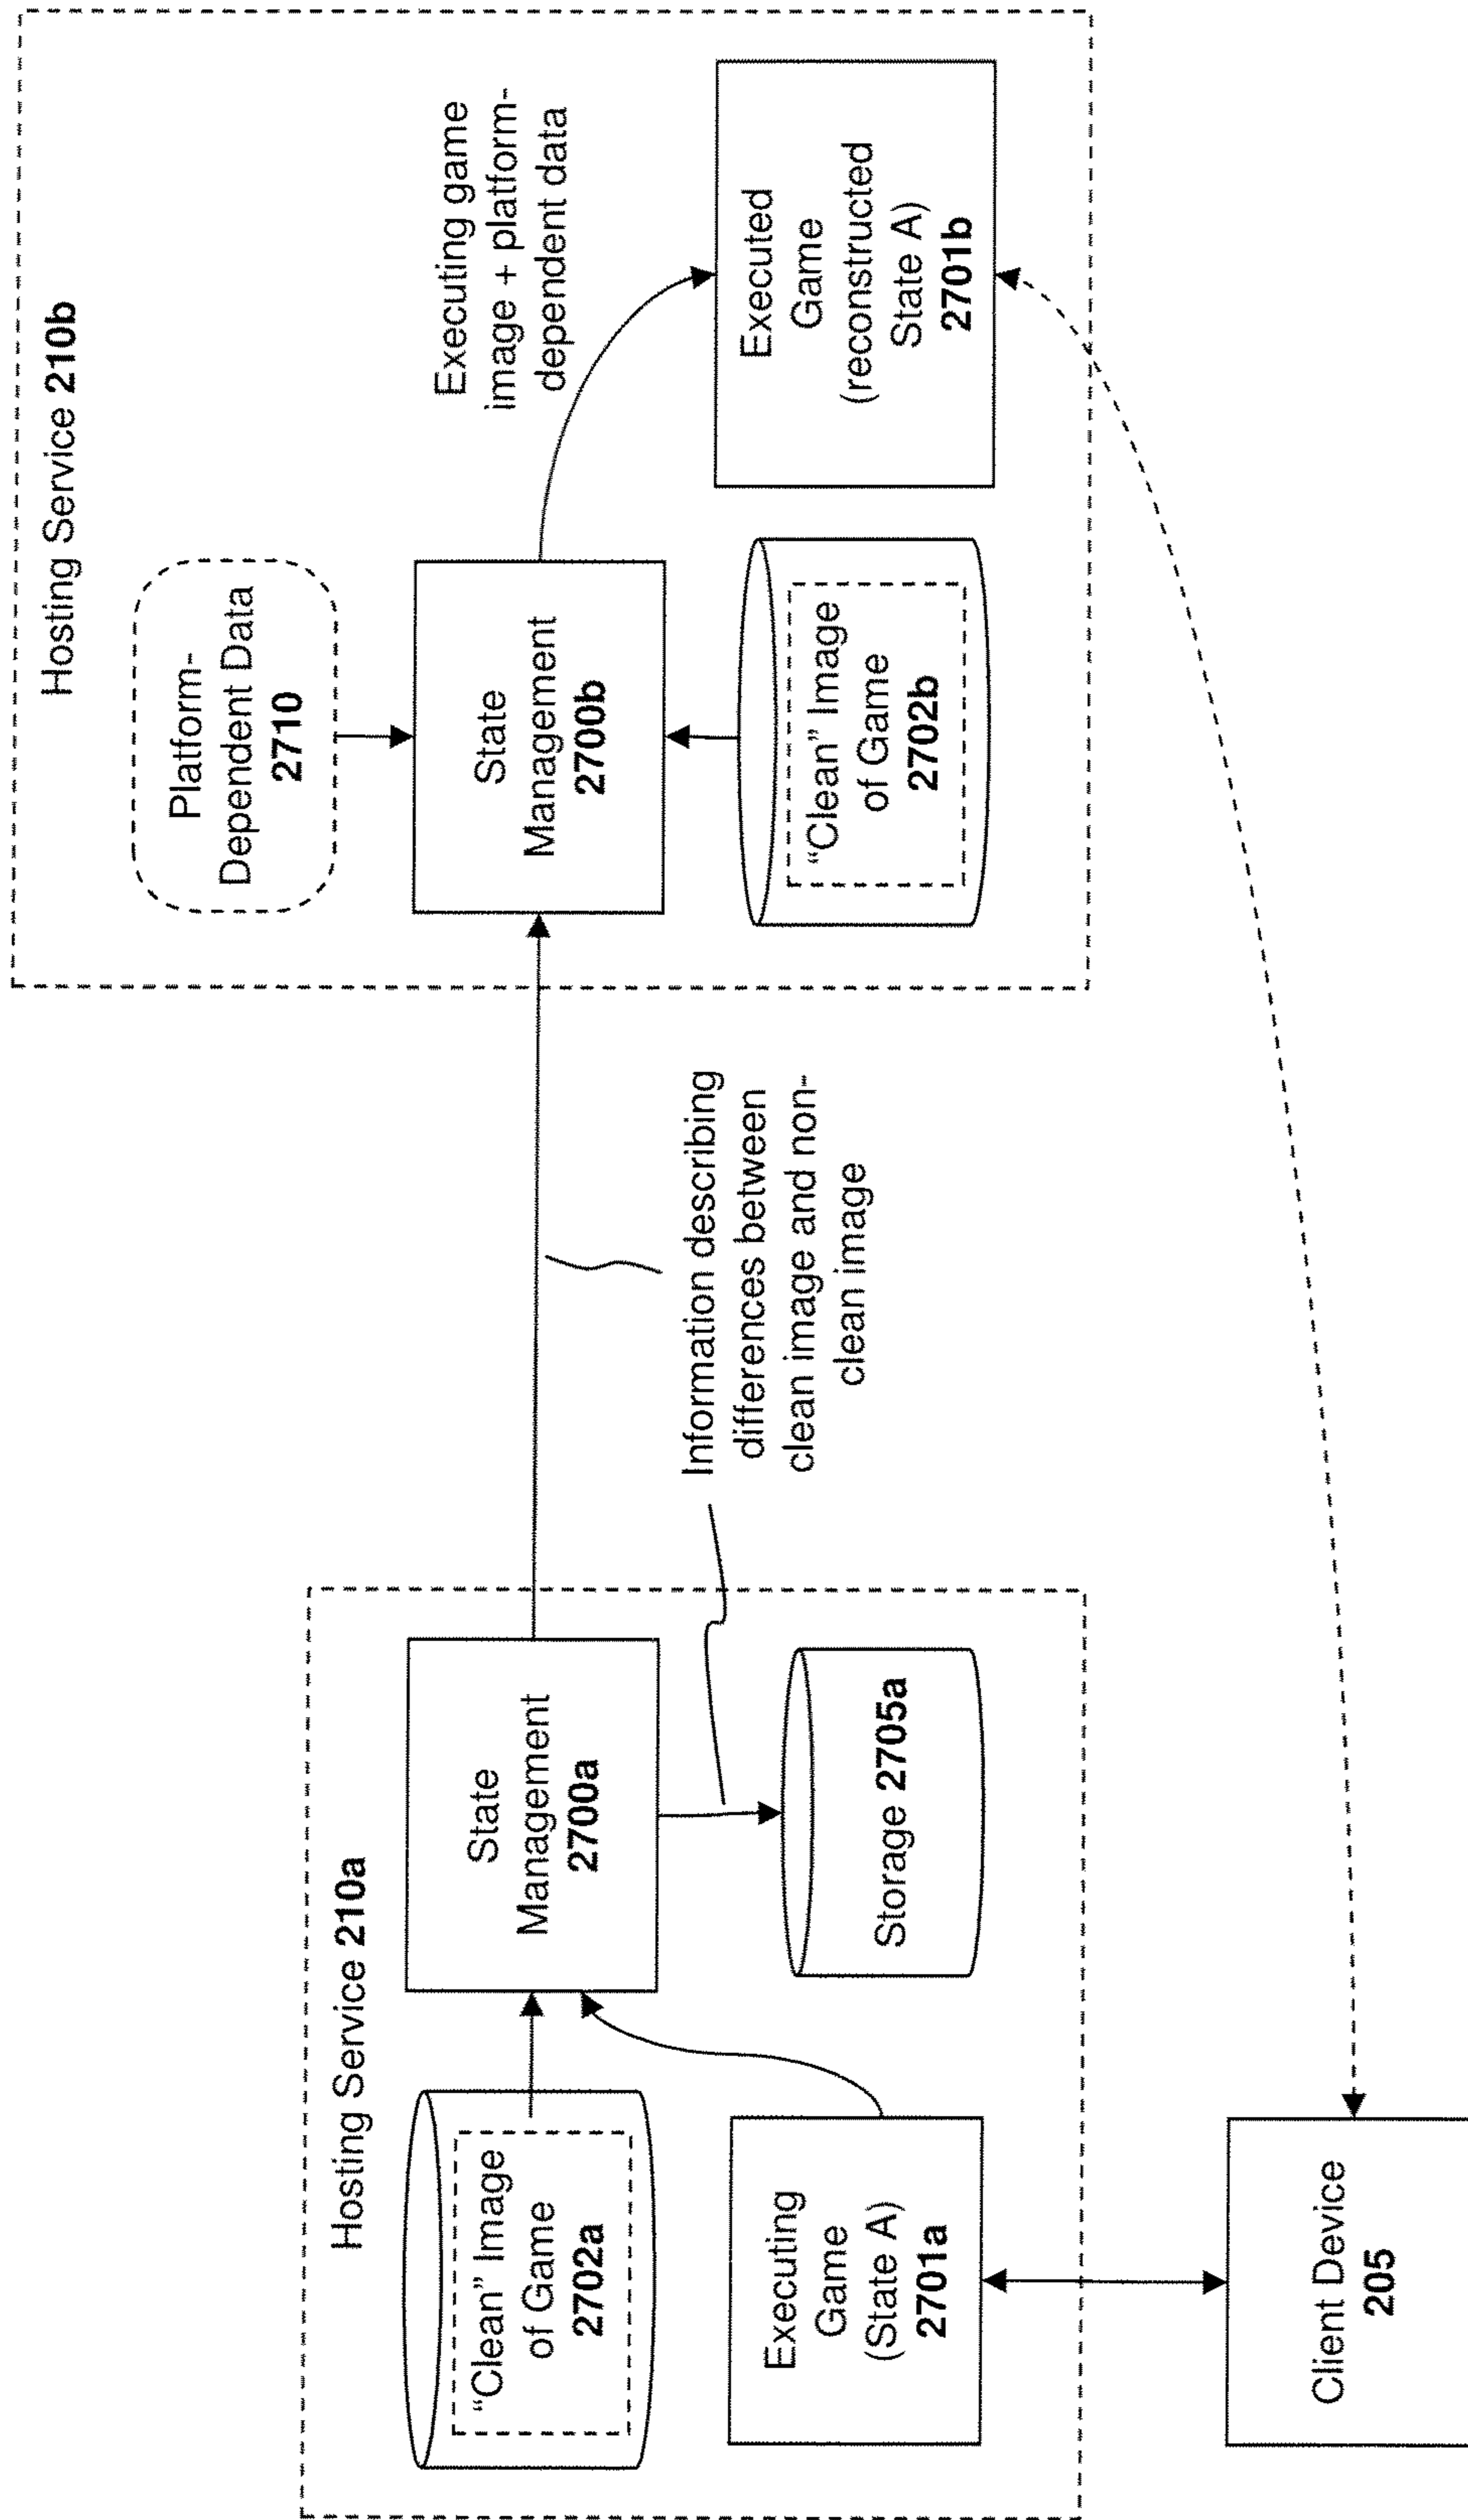 Hosting Service 210a
"Clean" Image
of Game
2702a
State
Management
2700a
Executing
Game
(State A)
2701a
Storage 2705a
Client Device
205
Information describing
differences between
clean image and non-
clean image
Hosting Service 210b
Platform-
Dependent Data
2710
State
Management
2700b
"Clean" Image
of Game
2702b
Executing game
image + platform-
dependent data
Executed
Game
(reconstructed
State A)
2701b